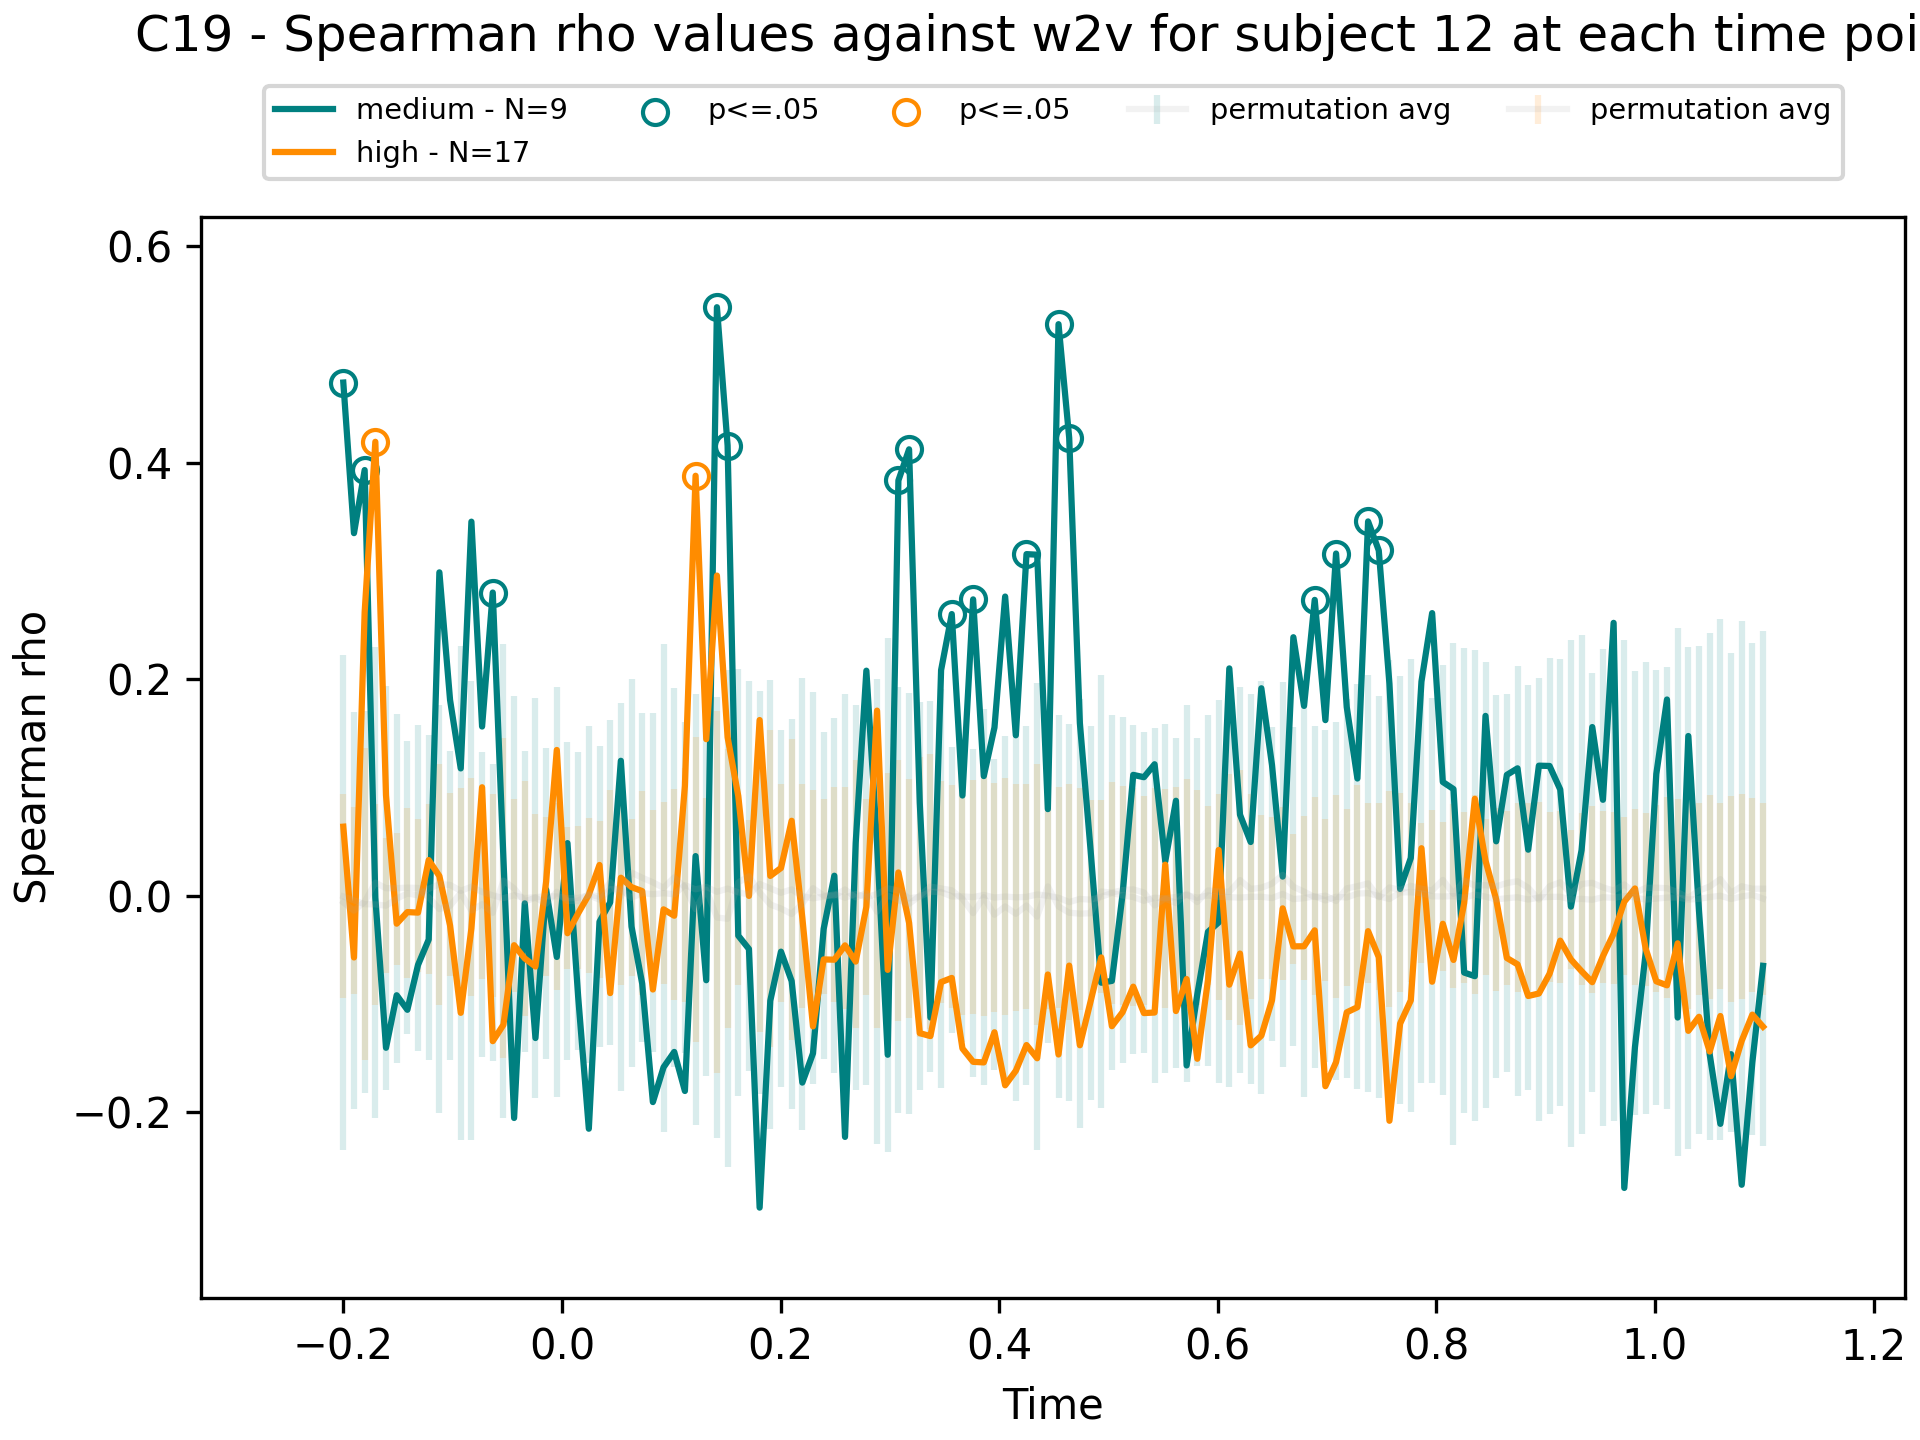 C19 - Spearman rho values against w2v for subject 12 at each time poi
medium - N=9
high - N=17
p<=.05
p<=.05
permutation avg
permutation avg
Spearman rho
0.6
0.4
0.2
0.0
−0.2
−0.2 0.0 0.2 0.4 0.6 0.8 1.0 1.2
Time